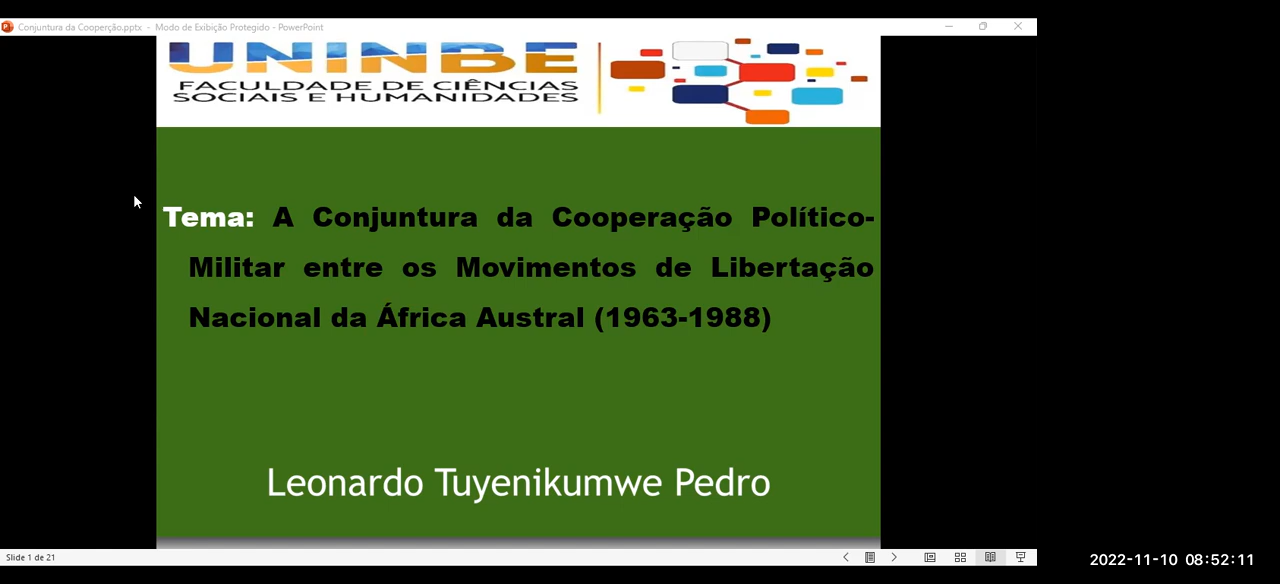 Conjuntura da Cooperção.pptx - Modo de Exibição Protegido - PowerPoint
UNINBE
FACULDADE DE CIÊNCIAS
SOCIAIS E HUMANIDADES
Tema: A Conjuntura da Cooperação Político-
Militar entre os Movimentos de Libertação
Nacional da África Austral (1963-1988)
Leonardo Tuyenikumwe Pedro
Slide 1 de 21
2022-11-10 08:52:11